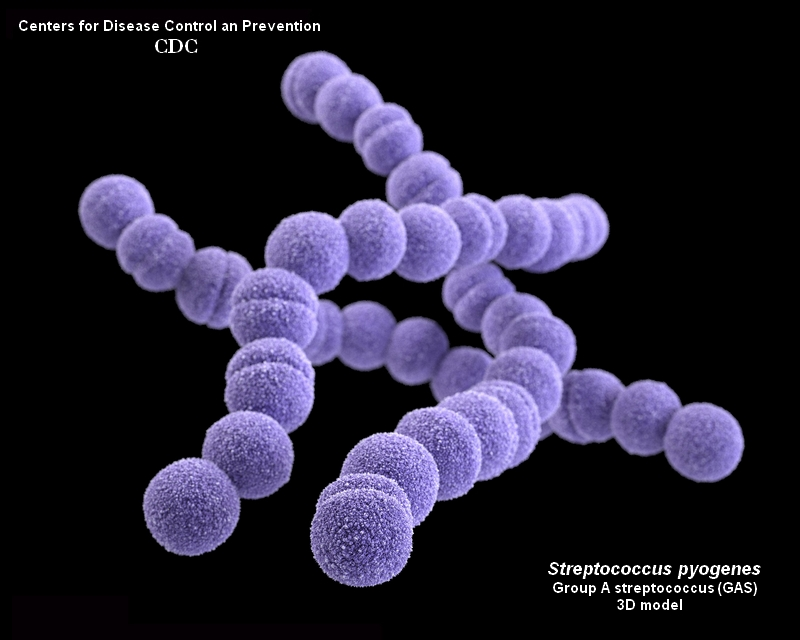 Centers for Disease Control an Prevention
CDC
Streptococcus pyogenes
Group A streptococcus (GAS)
3D model